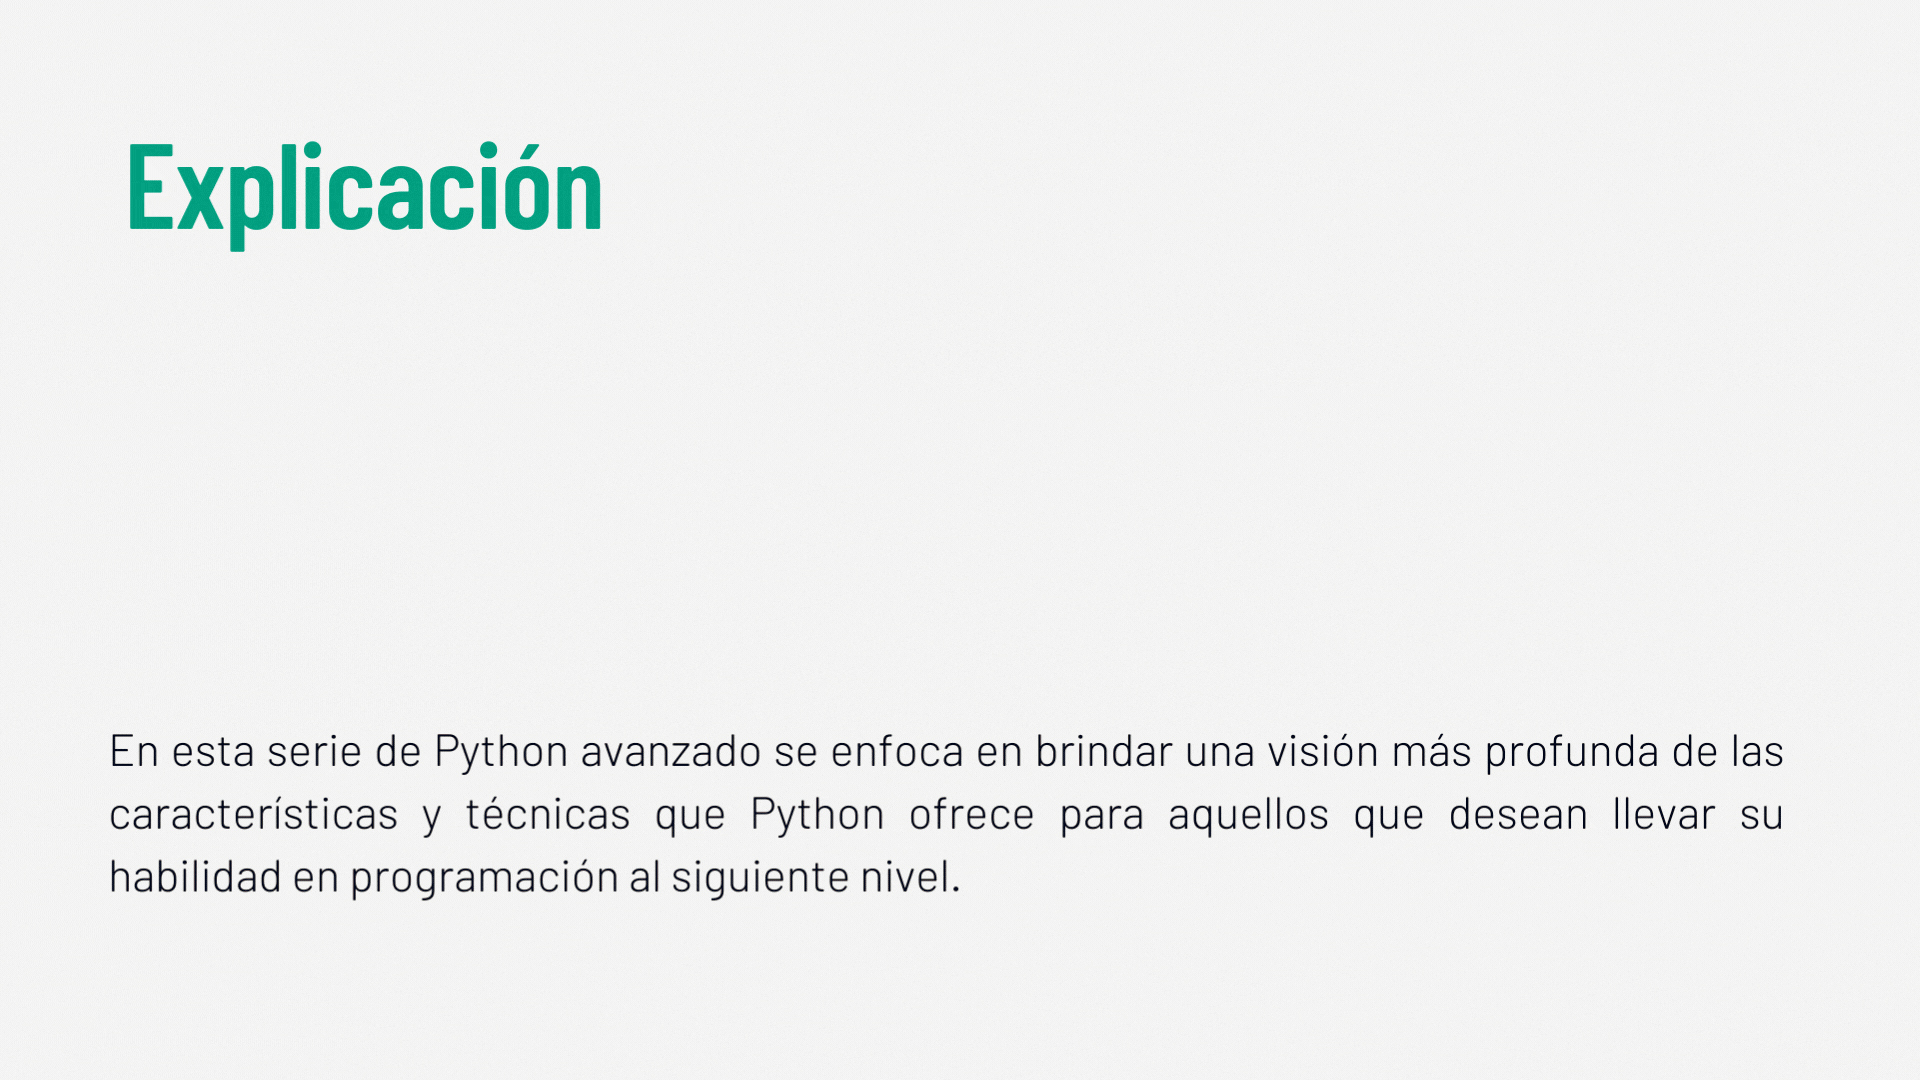 Explicación
En esta serie de Python avanzado se enfoca en brindar una visión más profunda de las
características y técnicas que Python ofrece para aquellos que desean llevar su
habilidad en programación al siguiente nivel.